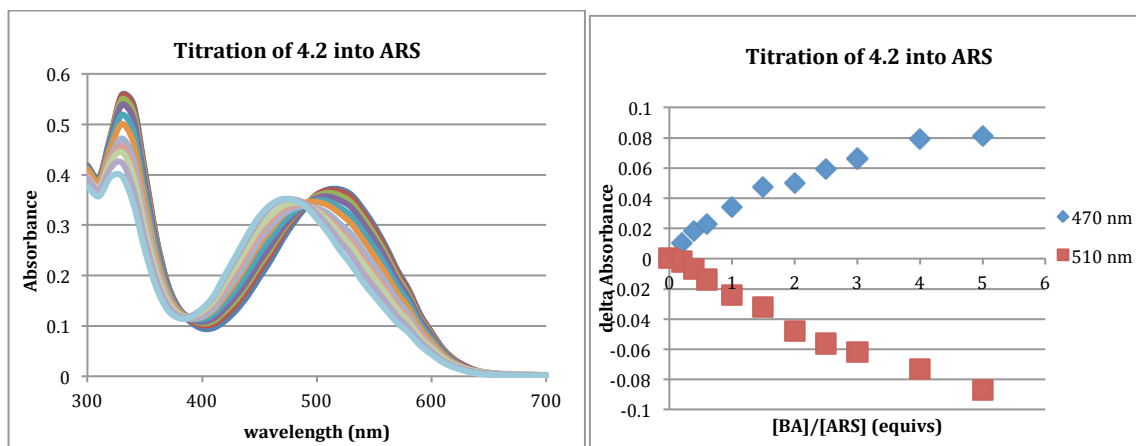 Titration of 4.2 into ARS
0.6
0.5
0.4
0.3
0.2
0.1
0
Absorbance
300 400 500 600 700
wavelength (nm)
Titration of 4.2 into ARS
0.1
0.08
0.06
0.04
0.02
0
-0.02
-0.04
-0.06
-0.08
-0.1
delta Absorbance
0 1 2 3 4 5 6
[BA]/[ARS] (equivs)
470 nm
510 nm